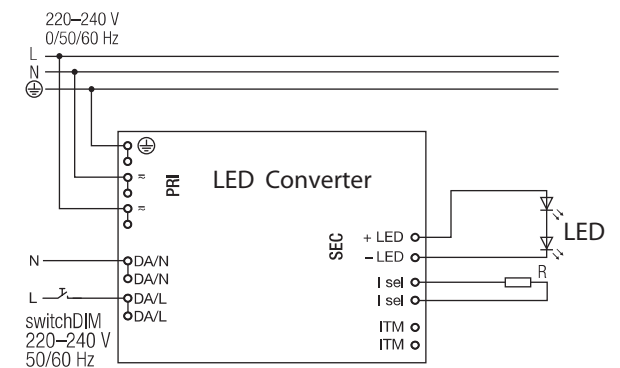 220–240 V
0/50/60 Hz
L
N
PRI
LED Converter
SEC
+ LED
– LED
LED
I sel
I sel
R
ITM
ITM
N
DA/N
DA/N
L
DA/L
DA/L
switchDIM
220–240 V
50/60 Hz